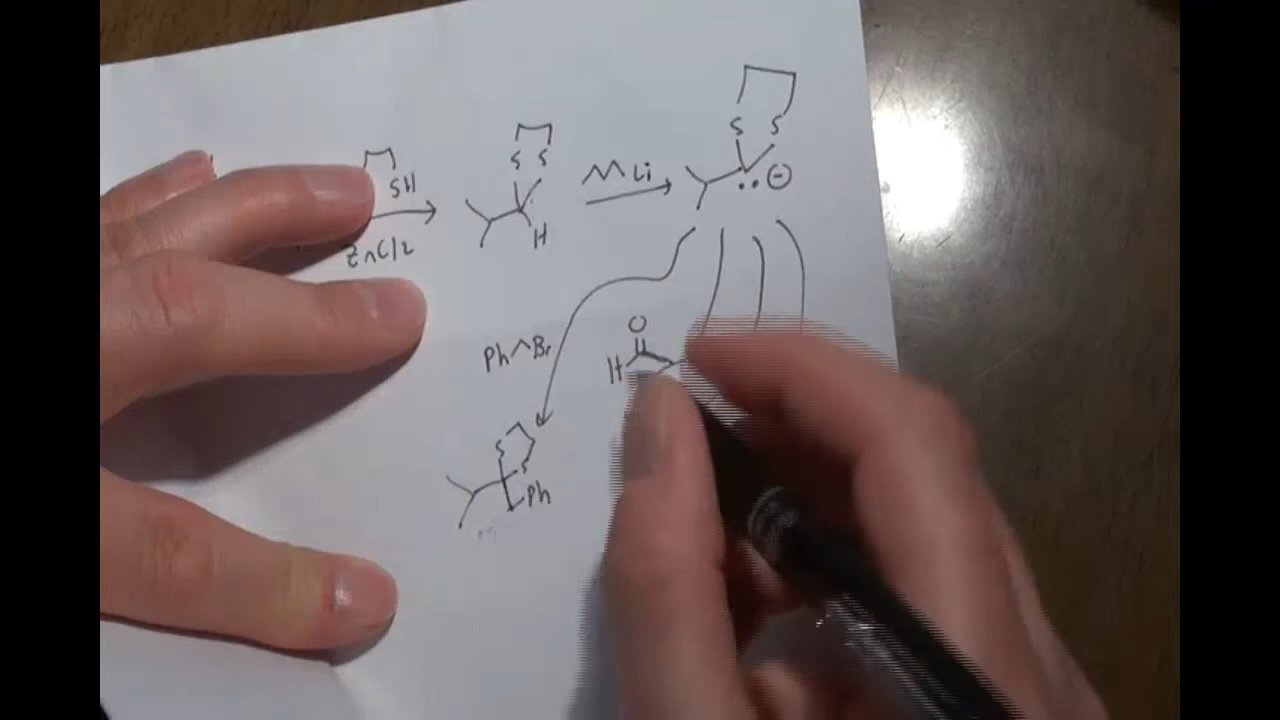 S S
SH S S Li S S
ZnCl2 H
O
Ph Br H
S
S
Ph